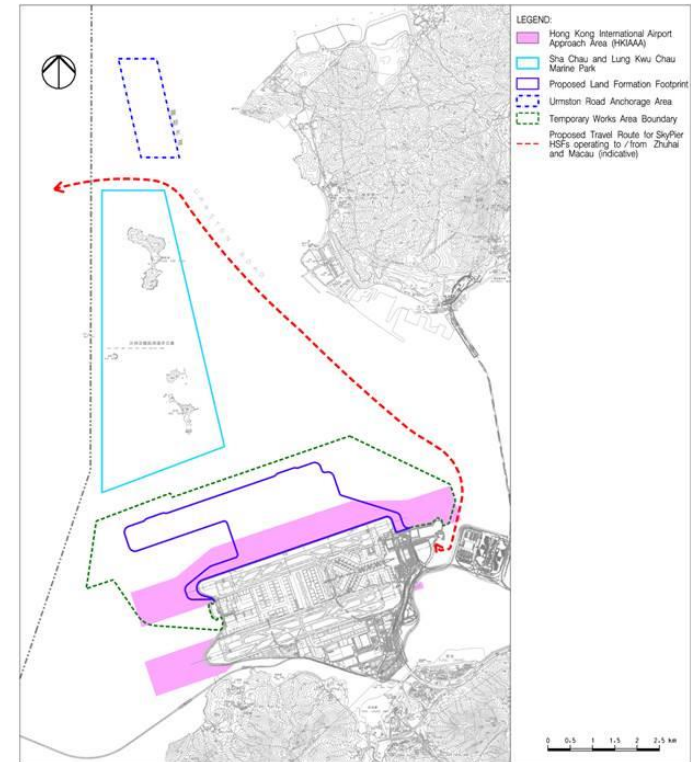 LEGEND:
Hong Kong International Airport
Approach Area (HKIAAA)
Sha Chau and Lung Kwu Chau
Marine Park
Proposed Land Formation Footprint
Urmston Road Anchorage Area
Temporary Works Area Boundary
Proposed Travel Route for SkyPier
HSFs operating to / from Zhuhai
and Macau (indicative)
URMSTON ROAD
0 0.5 1 1.5 2 2.5 km